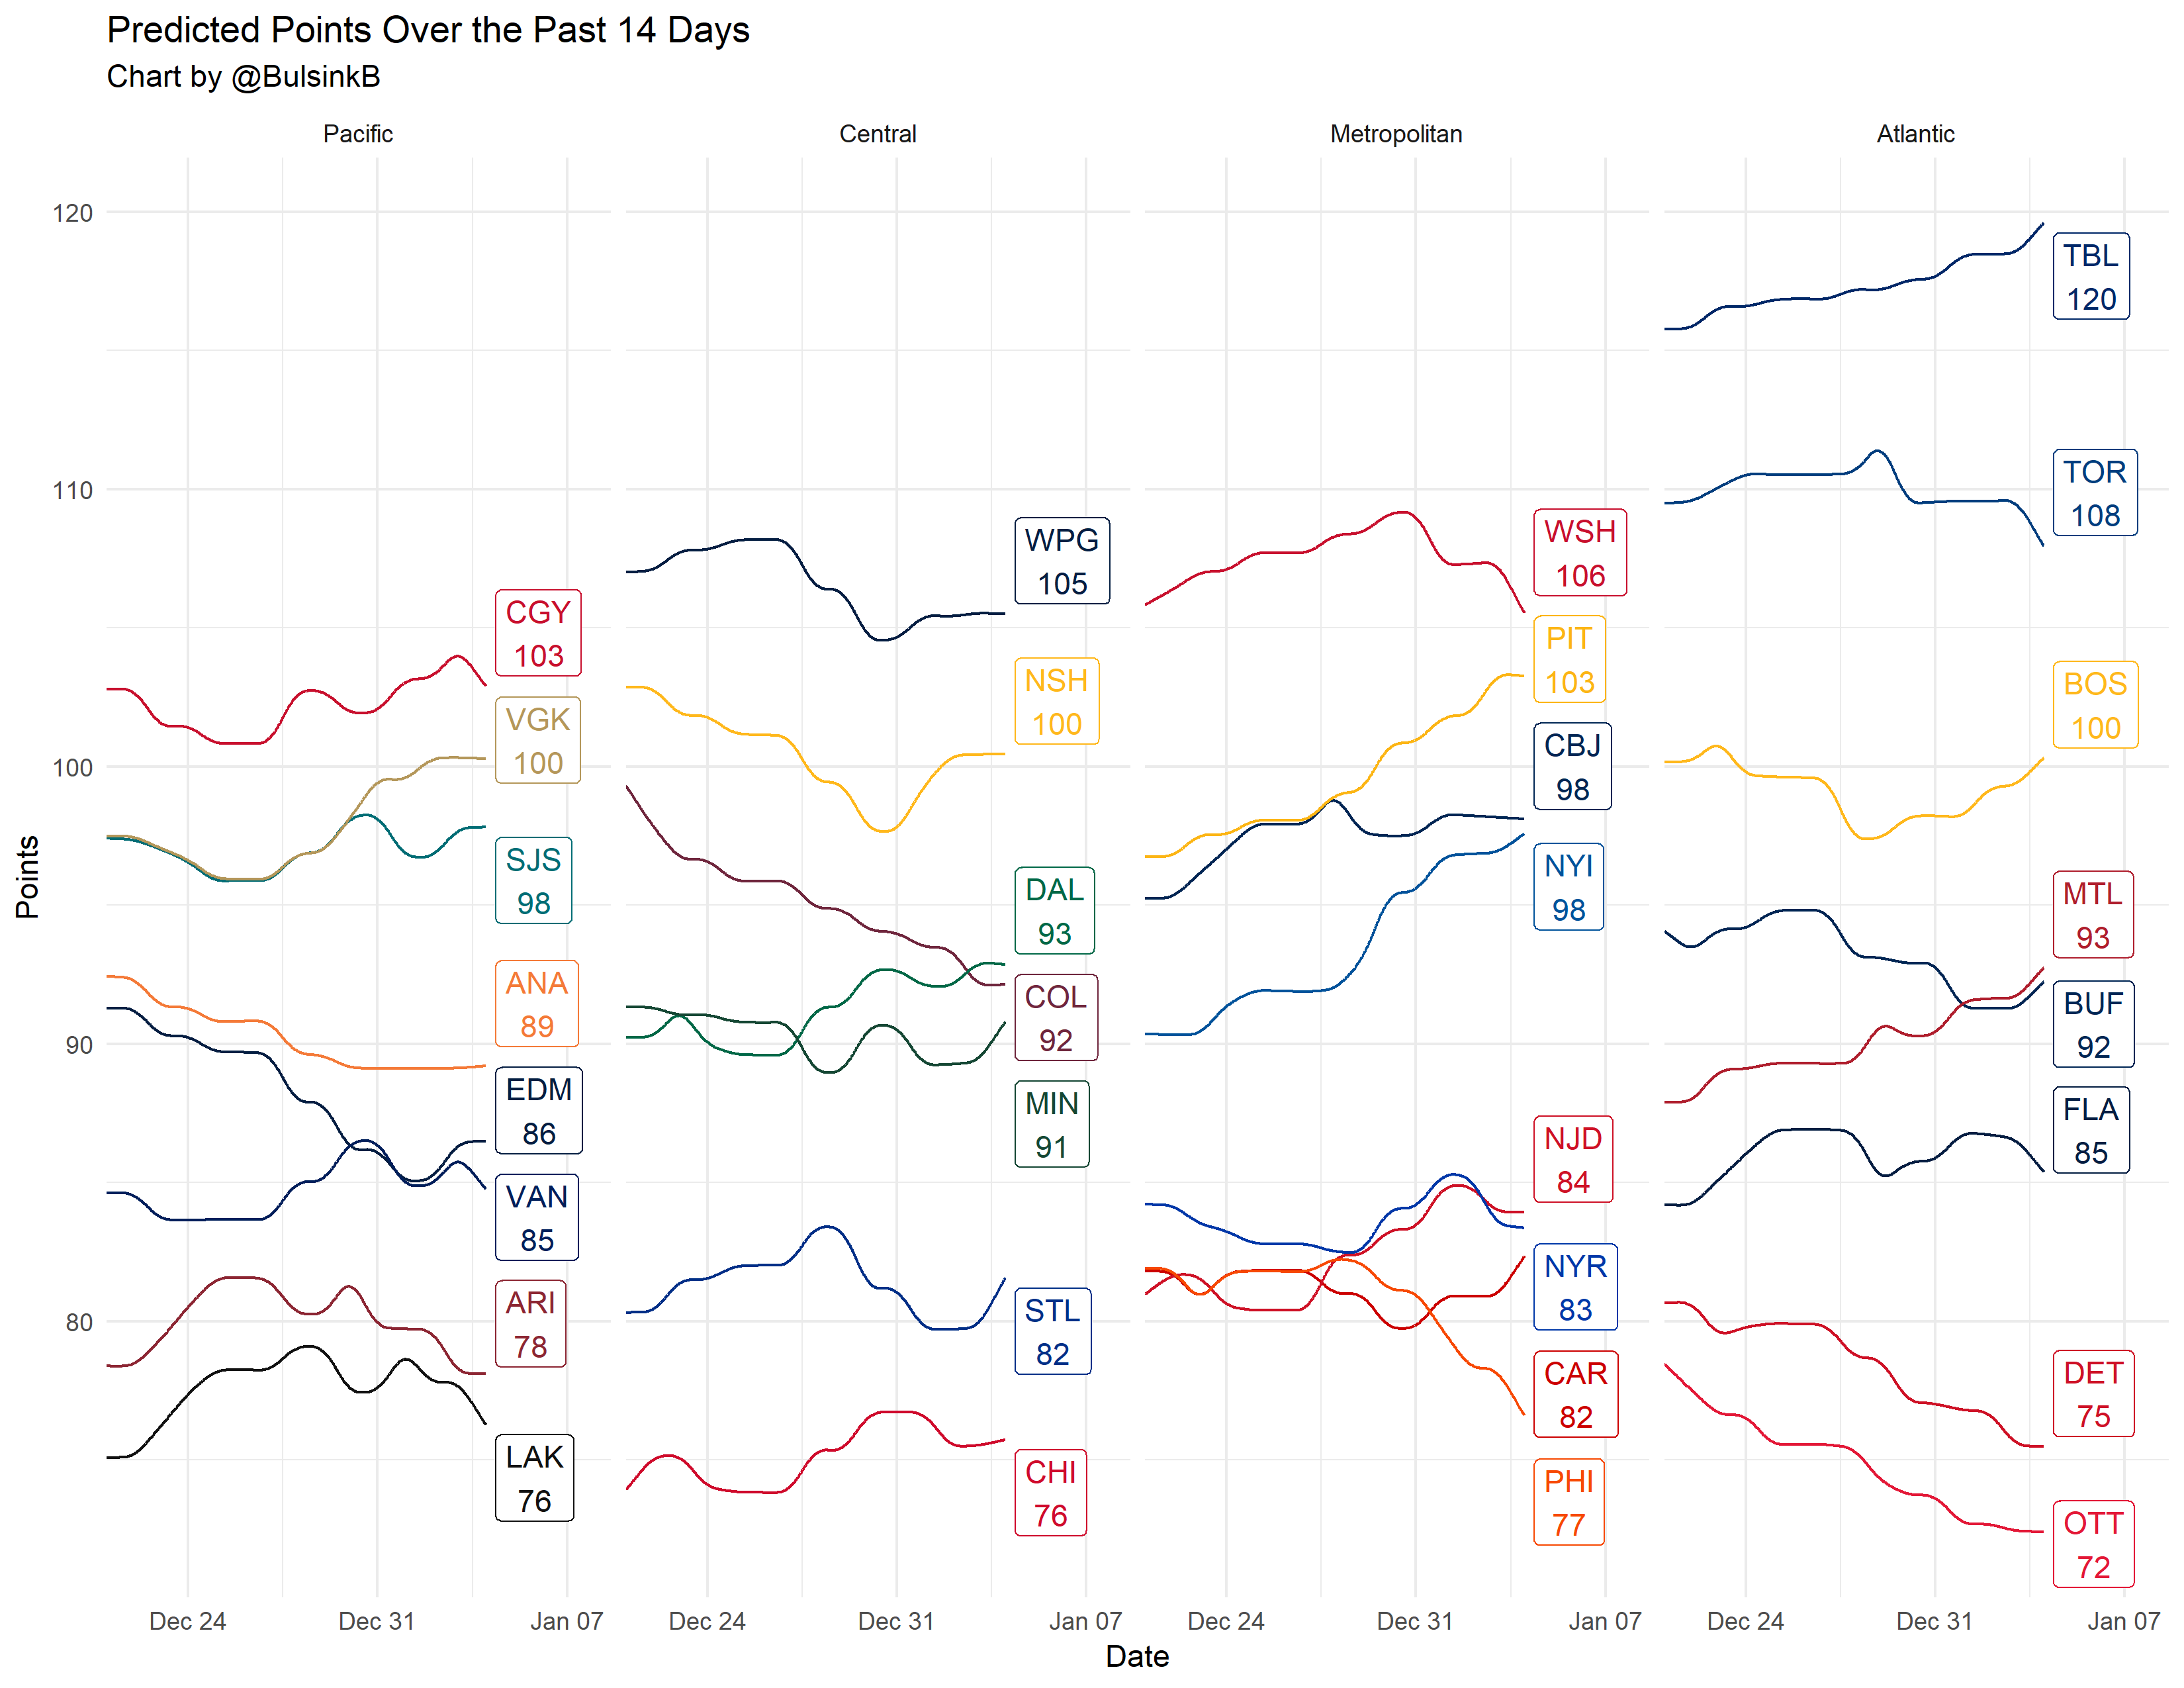 Predicted Points Over the Past 14 Days
Chart by @BulsinkB
Pacific
Central
Metropolitan
Atlantic
120
110
100
90
80
Points
CGY
103
VGK
100
SJS
98
ANA
89
EDM
86
VAN
85
ARI
78
LAK
76
WPG
105
NSH
100
DAL
93
COL
92
MIN
91
STL
82
CHI
76
WSH
106
PIT
103
CBJ
98
NYI
98
NJD
84
NYR
83
CAR
82
PHI
77
TBL
120
TOR
108
BOS
100
MTL
93
BUF
92
FLA
85
DET
75
OTT
72
Dec 24 Dec 31 Jan 07
Dec 24 Dec 31 Jan 07
Dec 24 Dec 31 Jan 07
Dec 24 Dec 31 Jan 07
Date